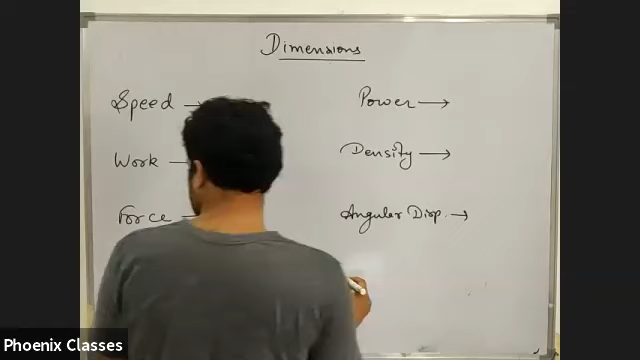 Dimensions
Speed →
Work →
Force →
Power →
Density →
Angular Disp. →
Phoenix Classes